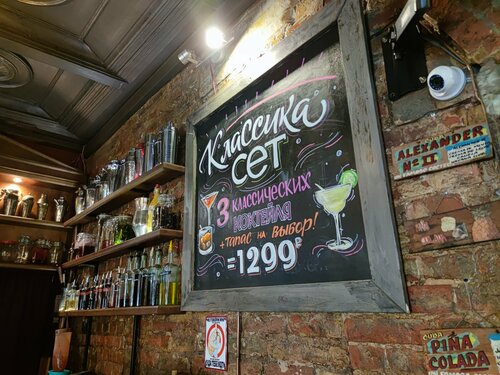 Классика
сет
3 классических
коктейля
+ тапас на выбор!
= 1299₽
ALEXANDER
№ II
PIÑA
COLADA